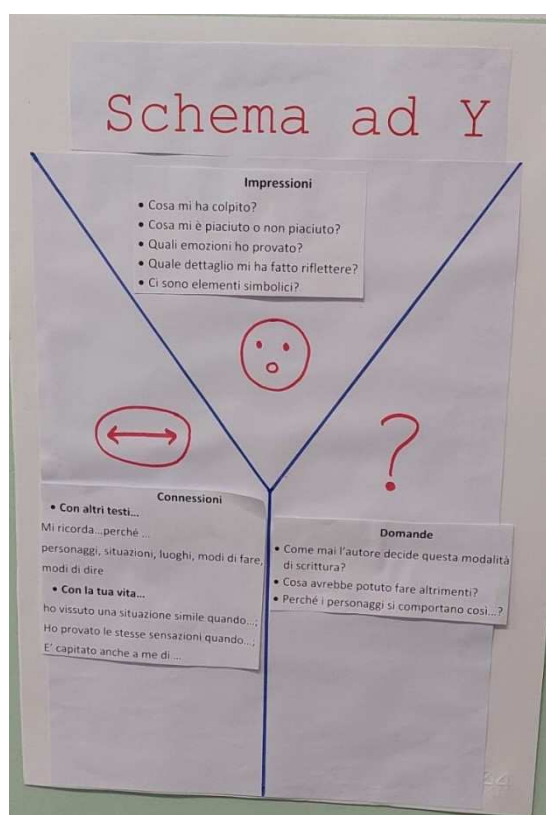 Schema ad Y
Impressioni
• Cosa mi ha colpito?
• Cosa mi è piaciuto o non piaciuto?
• Quali emozioni ho provato?
• Quale dettaglio mi ha fatto riflettere?
• Ci sono elementi simbolici?
?
Connessioni
• Con altri testi...
Mi ricorda...perché ...
personaggi, situazioni, luoghi, modi di fare,
modi di dire
• Con la tua vita...
ho vissuto una situazione simile quando...;
Ho provato le stesse sensazioni quando...;
E' capitato anche a me di ...
Domande
• Come mai l'autore decide questa modalità
di scrittura?
• Cosa avrebbe potuto fare altrimenti?
• Perché i personaggi si comportano così...?